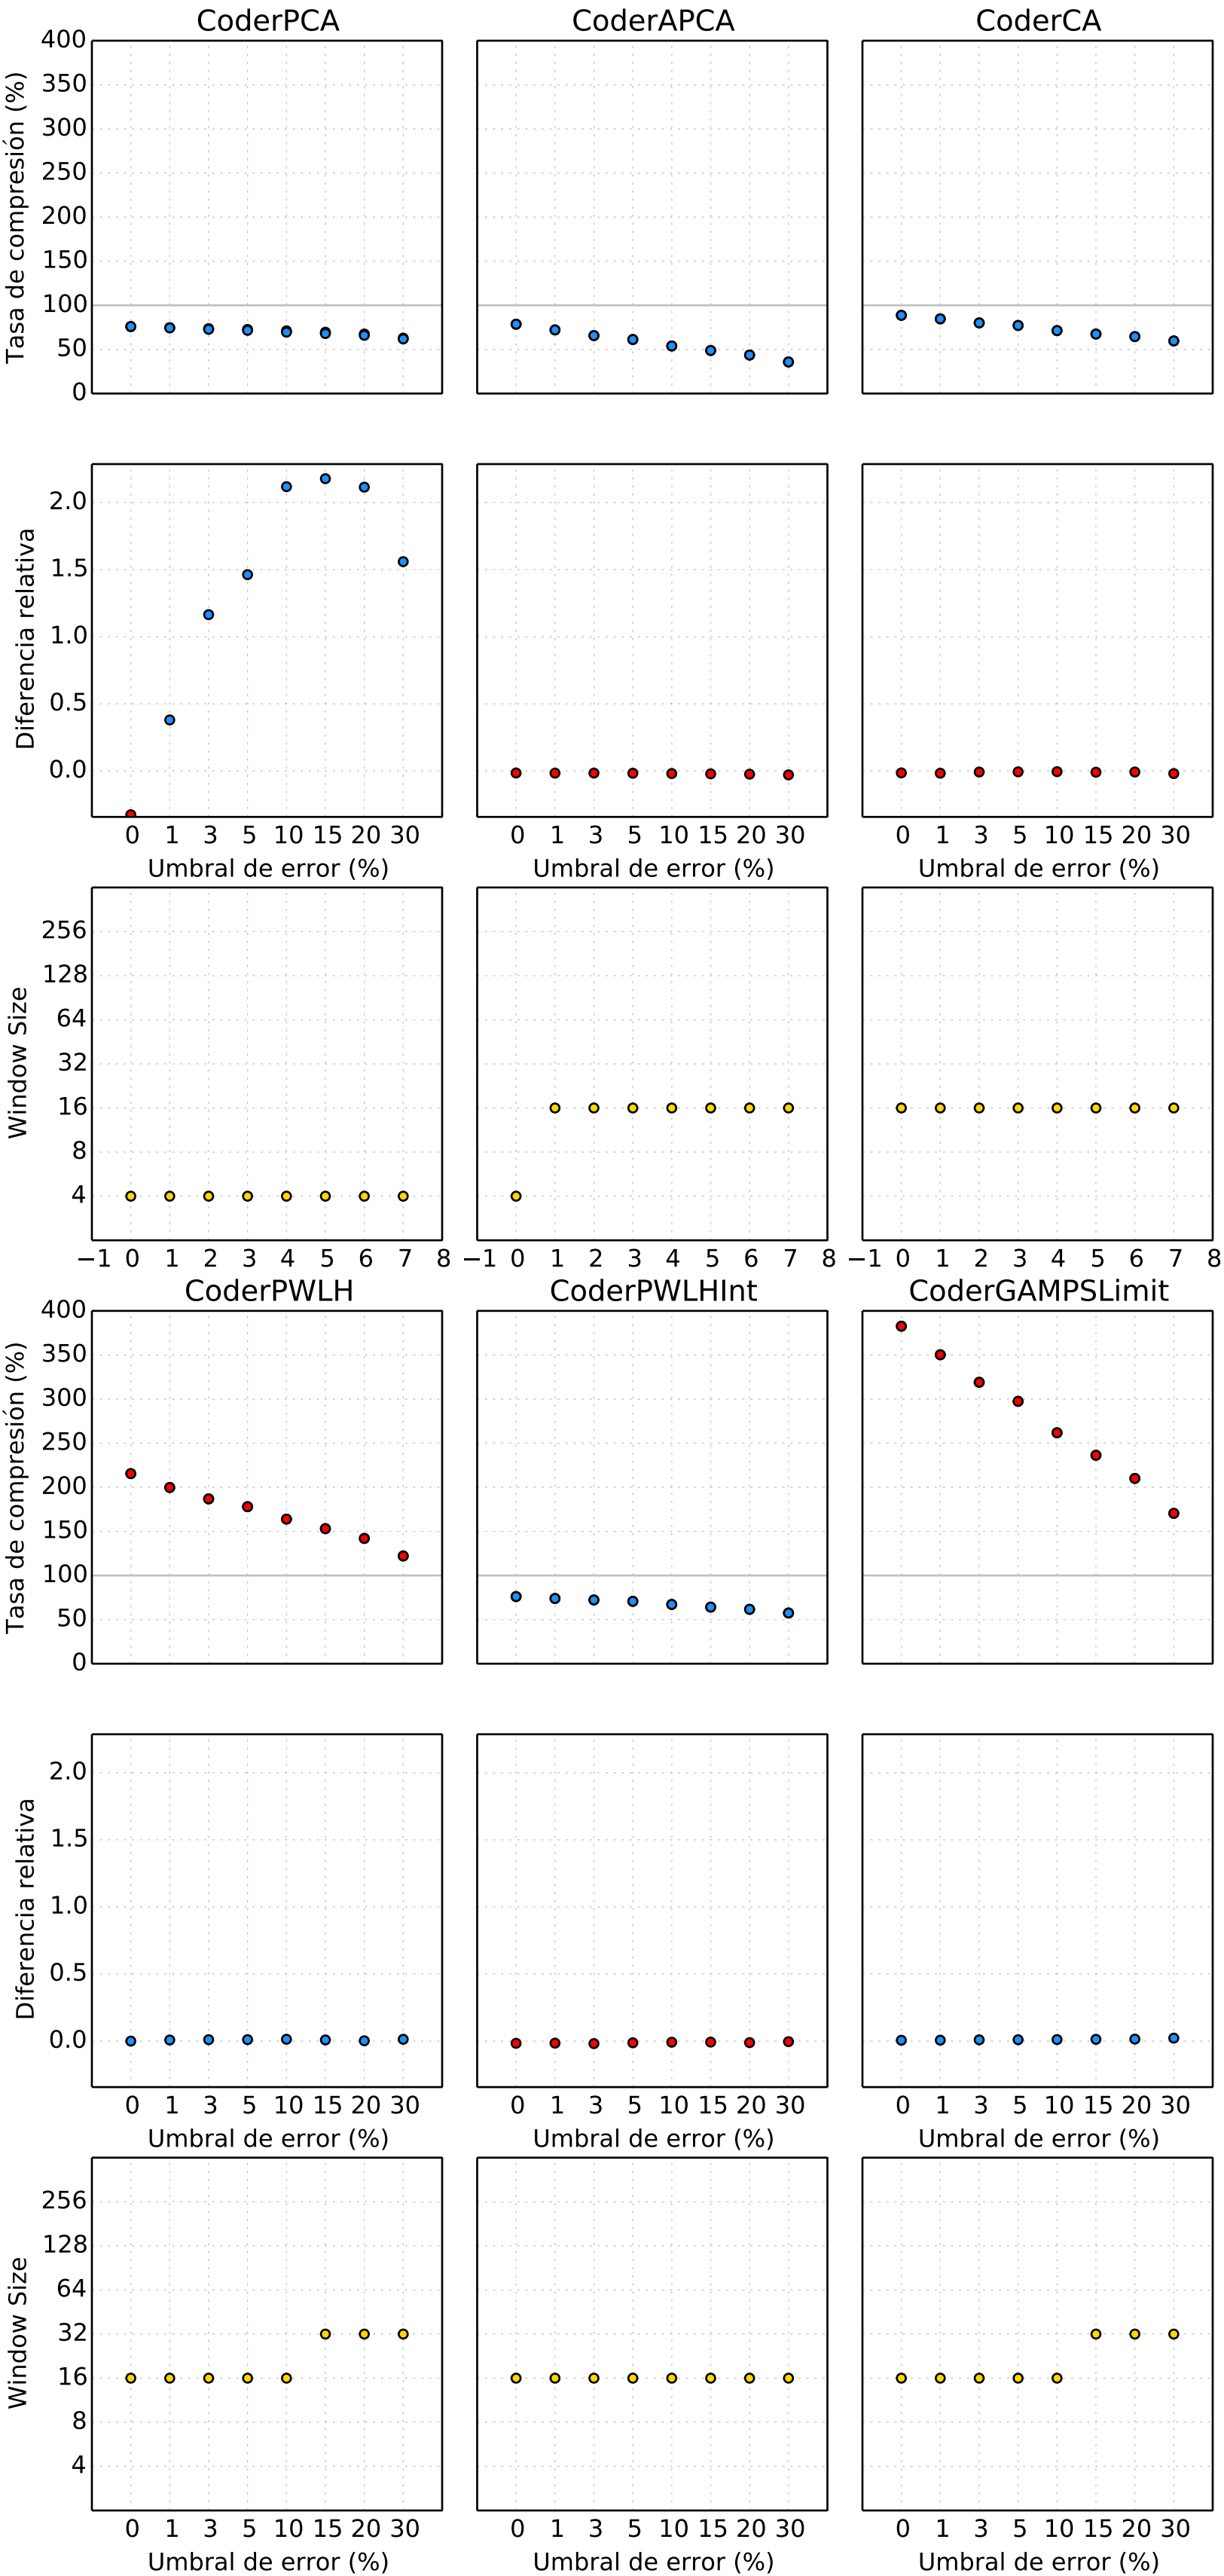 CoderPCA CoderAPCA CoderCA
Tasa de compresión (%)
400
350
300
250
200
150
100
50
0
Diferencia relativa
2.0
1.5
1.0
0.5
0.0
0 1 3 5 10 15 20 30 0 1 3 5 10 15 20 30 0 1 3 5 10 15 20 30
Umbral de error (%) Umbral de error (%) Umbral de error (%)
Window Size
256
128
64
32
16
8
4
−1 0 1 2 3 4 5 6 7 8 −1 0 1 2 3 4 5 6 7 8 −1 0 1 2 3 4 5 6 7 8
CoderPWLH CoderPWLHInt CoderGAMPSLimit
Tasa de compresión (%)
400
350
300
250
200
150
100
50
0
Diferencia relativa
2.0
1.5
1.0
0.5
0.0
0 1 3 5 10 15 20 30 0 1 3 5 10 15 20 30 0 1 3 5 10 15 20 30
Umbral de error (%) Umbral de error (%) Umbral de error (%)
Window Size
256
128
64
32
16
8
4
0 1 3 5 10 15 20 30 0 1 3 5 10 15 20 30 0 1 3 5 10 15 20 30
Umbral de error (%) Umbral de error (%) Umbral de error (%)